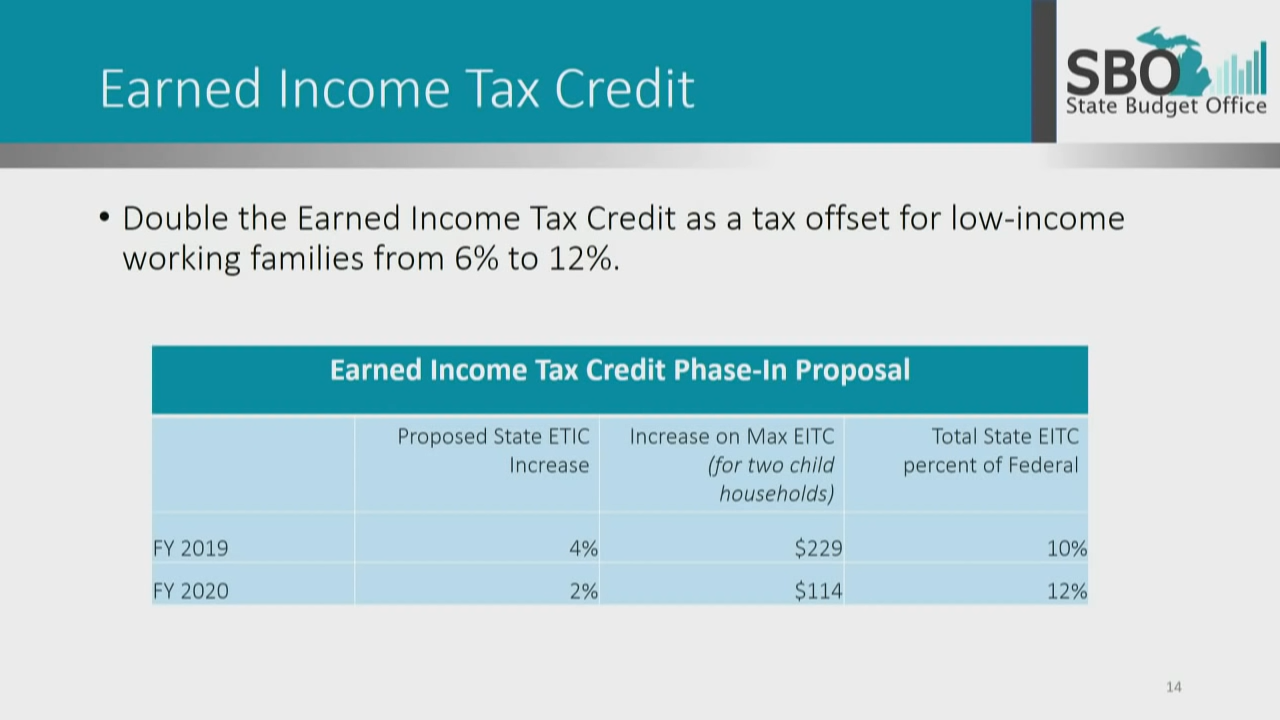 Earned Income Tax Credit
SBO
State Budget Office
• Double the Earned Income Tax Credit as a tax offset for low-income
working families from 6% to 12%.
Earned Income Tax Credit Phase-In Proposal
Proposed State ETIC
Increase
Increase on Max EITC
(for two child
households)
Total State EITC
percent of Federal
FY 2019 4% $229 10%
FY 2020 2% $114 12%
14